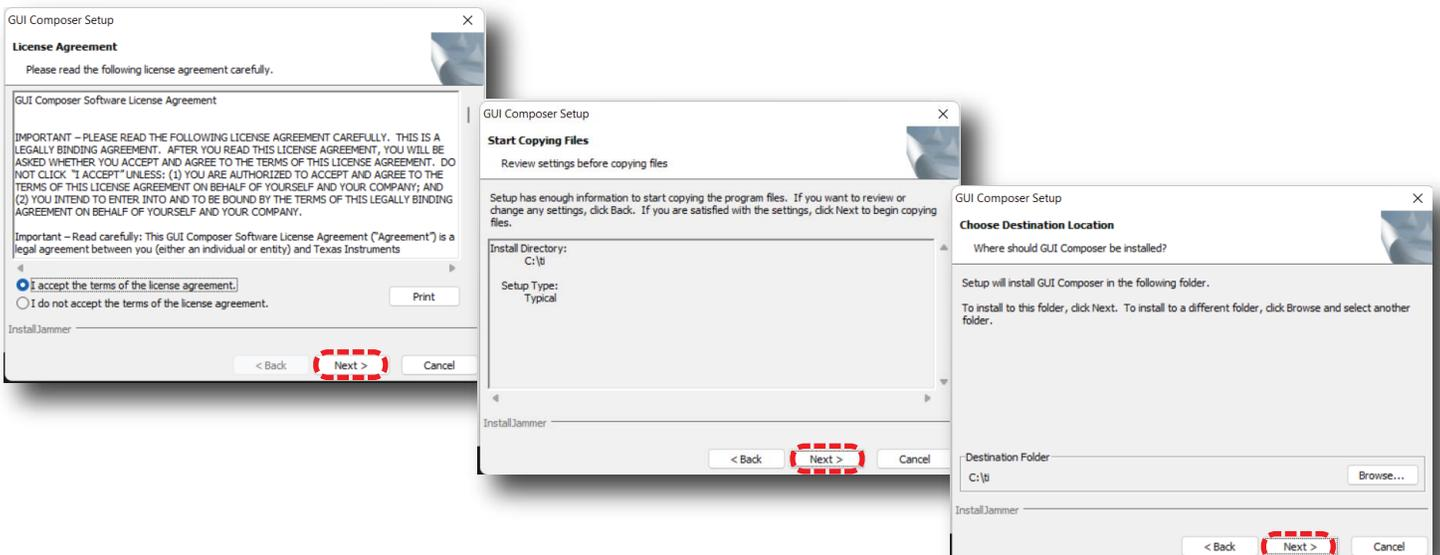 GUI Composer Setup
License Agreement
Please read the following license agreement carefully.
GUI Composer Software License Agreement
IMPORTANT – PLEASE READ THE FOLLOWING LICENSE AGREEMENT CAREFULLY. THIS IS A
LEGALLY BINDING AGREEMENT. AFTER YOU READ THIS LICENSE AGREEMENT, YOU WILL BE
ASKED WHETHER YOU ACCEPT AND AGREE TO THE TERMS OF THIS LICENSE AGREEMENT. DO
NOT CLICK "I ACCEPT" UNLESS: (1) YOU ARE AUTHORIZED TO ACCEPT AND AGREE TO THE
TERMS OF THIS LICENSE AGREEMENT ON BEHALF OF YOURSELF AND YOUR COMPANY; AND
(2) YOU INTEND TO ENTER INTO AND TO BE BOUND BY THE TERMS OF THIS LEGALLY BINDING
AGREEMENT ON BEHALF OF YOURSELF AND YOUR COMPANY.
Important – Read carefully: This GUI Composer Software License Agreement ("Agreement") is a
legal agreement between you (either an individual or entity) and Texas Instruments
I accept the terms of the license agreement.
I do not accept the terms of the license agreement.
Print
InstallJammer
< Back Next > Cancel
GUI Composer Setup
Start Copying Files
Review settings before copying files
Setup has enough information to start copying the program files. If you want to review or
change any settings, click Back. If you are satisfied with the settings, click Next to begin copying
files.
Install Directory:
C:\ti
Setup Type:
Typical
InstallJammer
< Back Next > Cancel
GUI Composer Setup
Choose Destination Location
Where should GUI Composer be installed?
Setup will install GUI Composer in the following folder.
To install to this folder, click Next. To install to a different folder, click Browse and select another
folder.
Destination Folder
C:\ti
Browse...
InstallJammer
< Back Next > Cancel